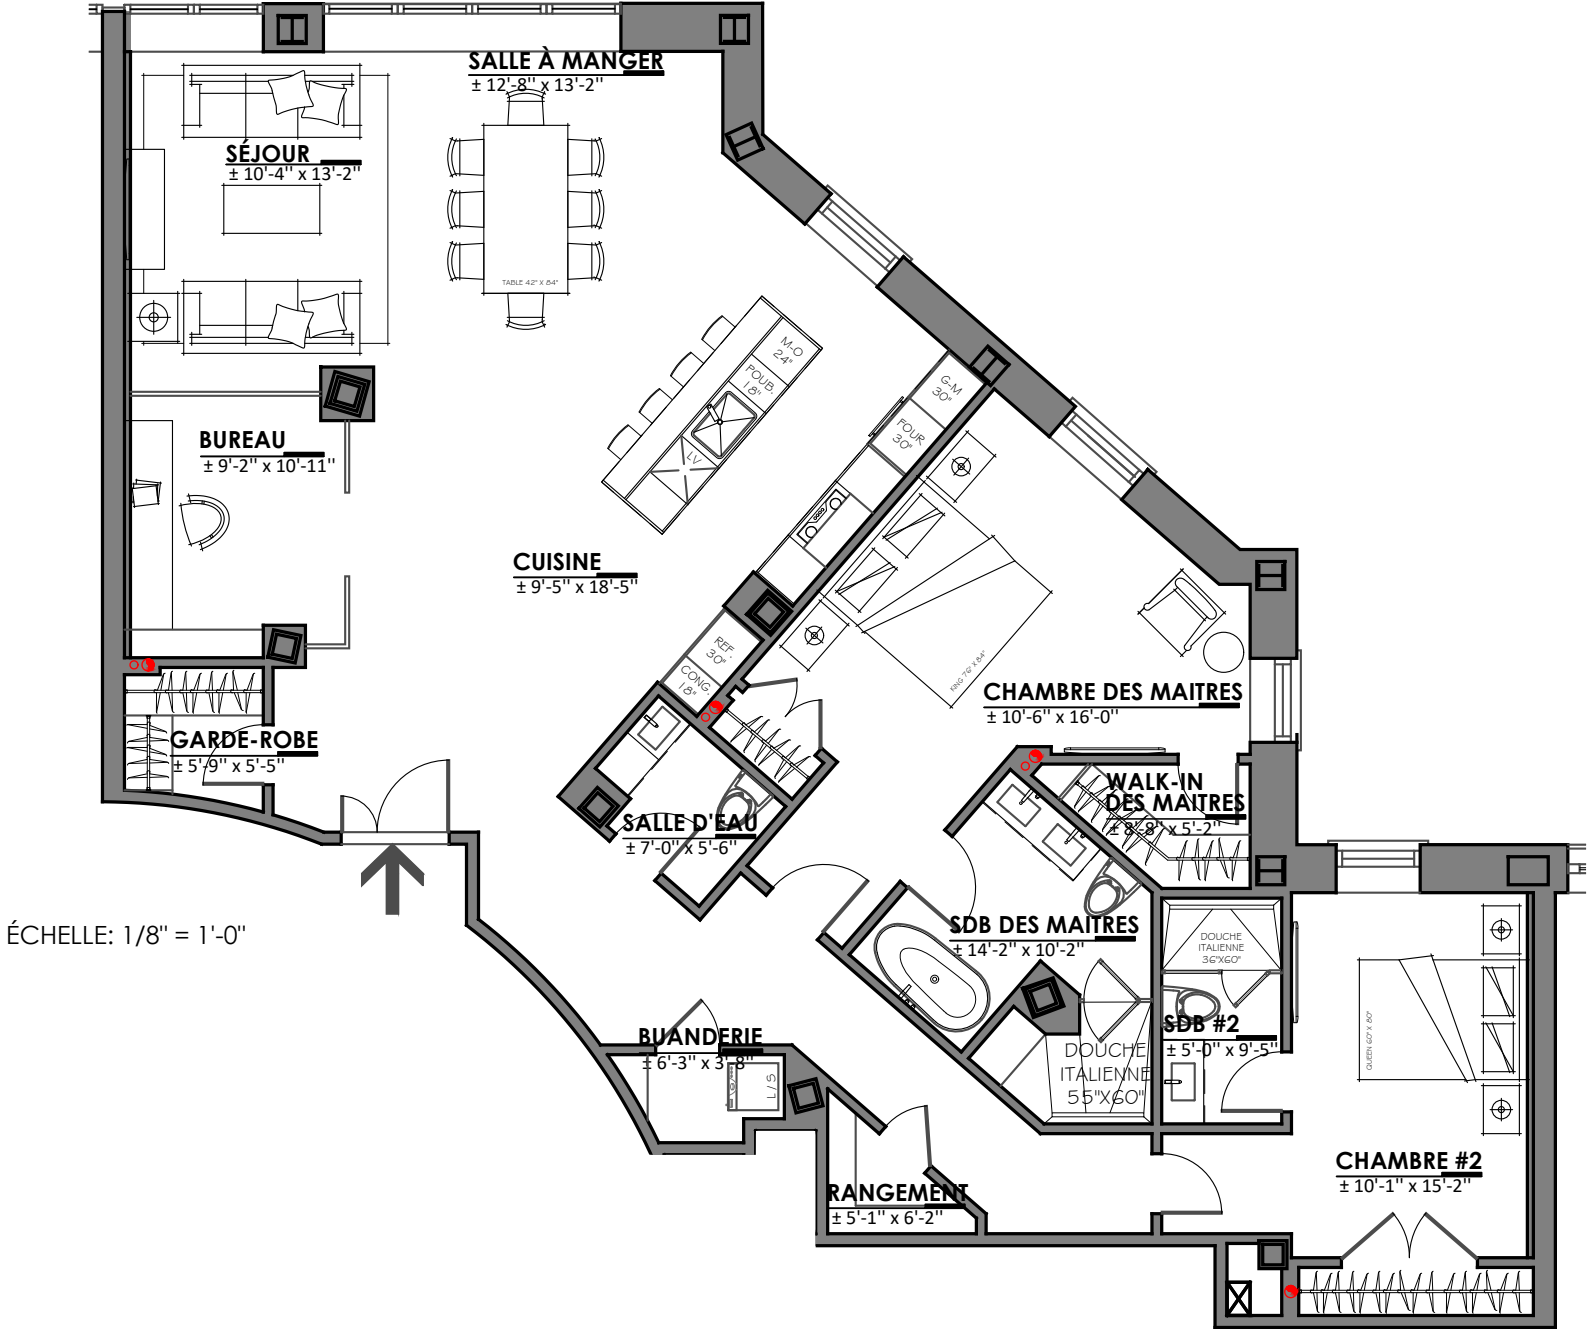 SALLE À MANGER
± 12'-8" x 13'-2"
SÉJOUR
± 10'-4" x 13'-2"
TABLE 42" X 84"
M-O
24"
POUB.
18"
LV
G-M
30"
FOUR
30"
BUREAU
± 9'-2" x 10'-11"
CUISINE
± 9'-5" x 18'-5"
REF.
30"
CONG.
18"
KING 76" X 84"
CHAMBRE DES MAITRES
± 10'-6" x 16'-0"
GARDE-ROBE
± 5'-9" x 5'-5"
WALK-IN
DES MAITRES
± 8'-8" x 5'-2"
SALLE D'EAU
± 7'-0" x 5'-6"
ÉCHELLE: 1/8" = 1'-0"
SDB DES MAITRES
± 14'-2" x 10'-2"
DOUCHE
ITALIENNE
36"X60"
SDB #2
± 5'-0" x 9'-5"
QUEEN 60" X 80"
BUANDERIE
± 6'-3" x 3'-8"
L / S
DOUCHE
ITALIENNE
55"X60"
CHAMBRE #2
± 10'-1" x 15'-2"
RANGEMENT
± 5'-1" x 6'-2"